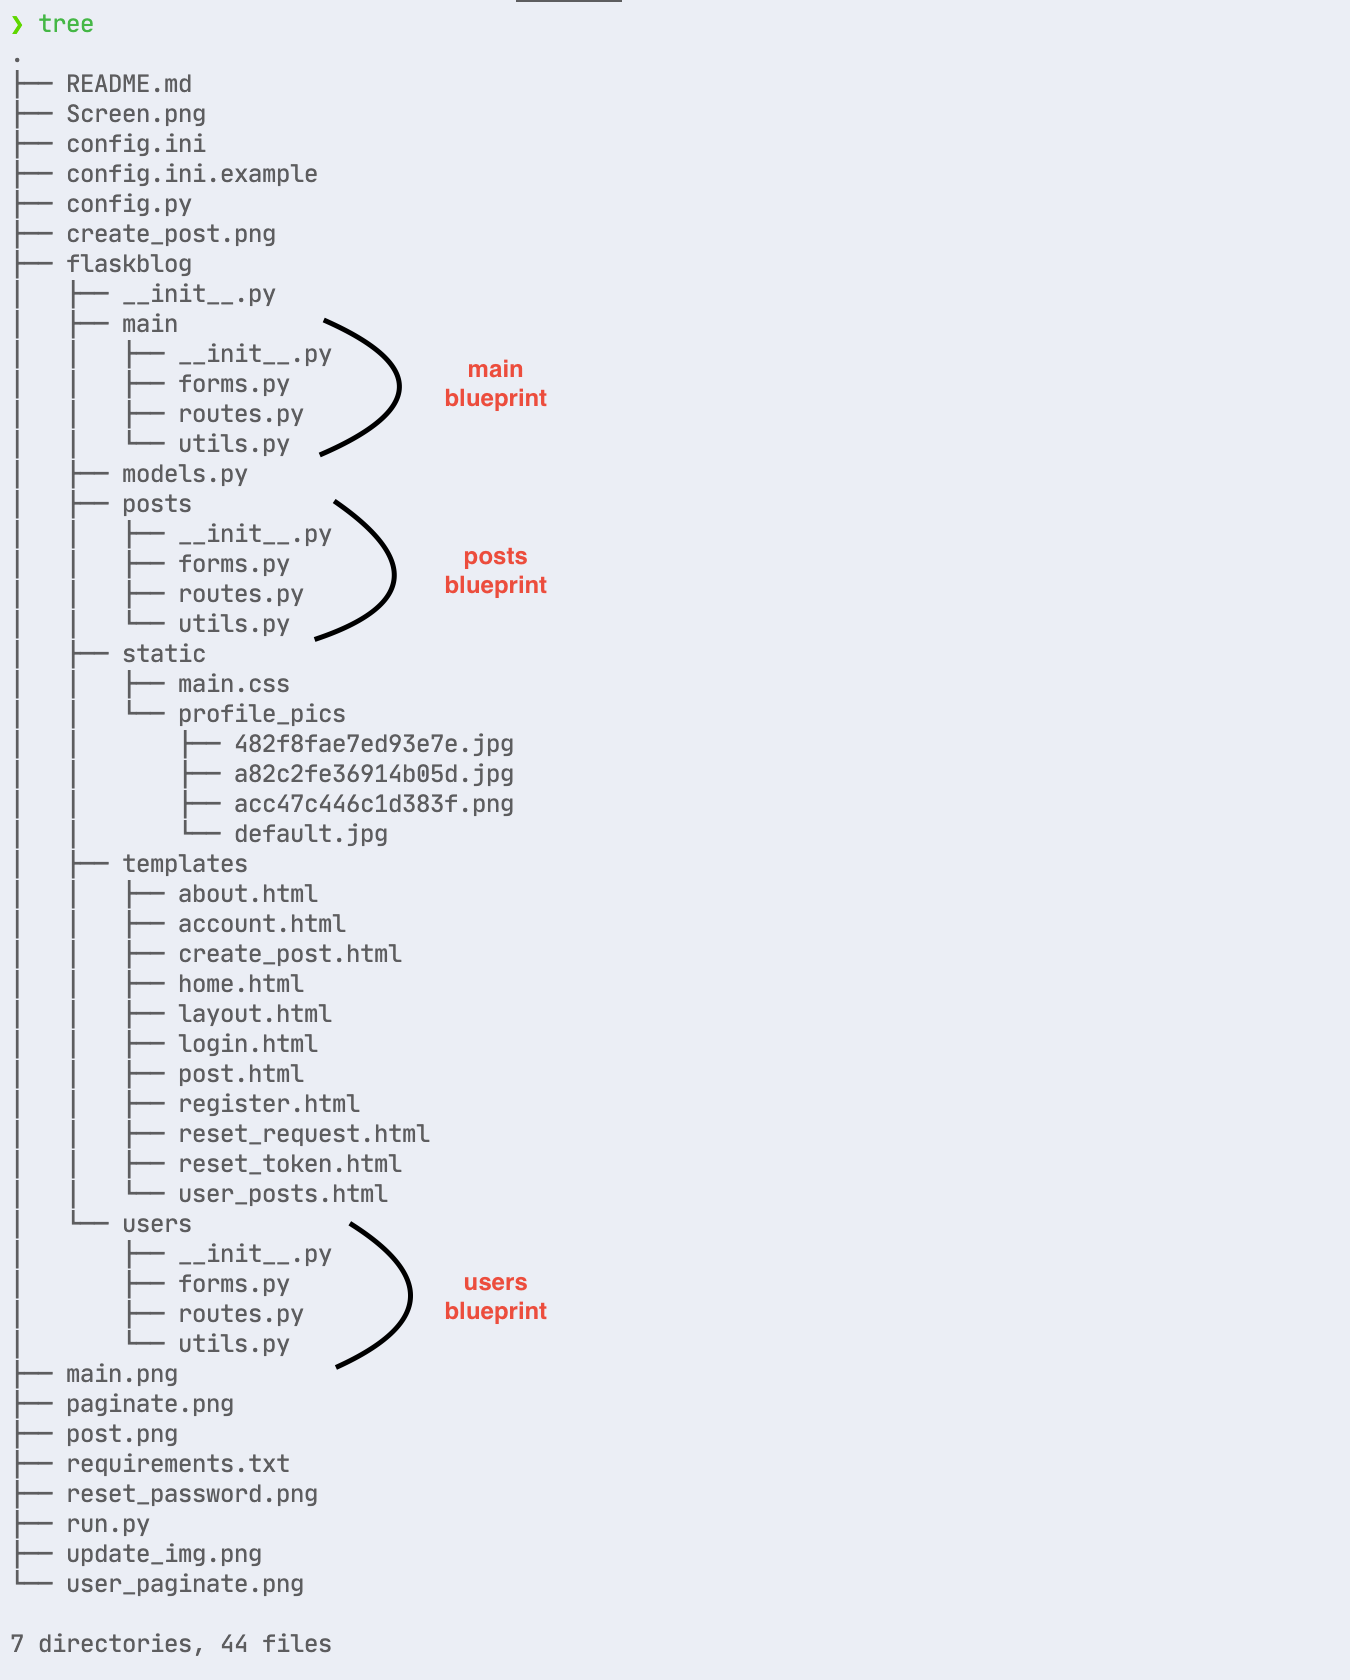 ❯ tree
.
├── README.md
├── Screen.png
├── config.ini
├── config.ini.example
├── config.py
├── create_post.png
├── flaskblog
│   ├── __init__.py
│   ├── main
│   │   ├── __init__.py
│   │   ├── forms.py
│   │   ├── routes.py
│   │   └── utils.py
main
blueprint
│   ├── models.py
│   ├── posts
│   │   ├── __init__.py
│   │   ├── forms.py
│   │   ├── routes.py
│   │   └── utils.py
posts
blueprint
│   ├── static
│   │   ├── main.css
│   │   └── profile_pics
│   │       ├── 482f8fae7ed93e7e.jpg
│   │       ├── a82c2fe36914b05d.jpg
│   │       ├── acc47c446c1d383f.png
│   │       └── default.jpg
│   ├── templates
│   │   ├── about.html
│   │   ├── account.html
│   │   ├── create_post.html
│   │   ├── home.html
│   │   ├── layout.html
│   │   ├── login.html
│   │   ├── post.html
│   │   ├── register.html
│   │   ├── reset_request.html
│   │   ├── reset_token.html
│   │   └── user_posts.html
│   └── users
│       ├── __init__.py
│       ├── forms.py
│       ├── routes.py
│       └── utils.py
users
blueprint
├── main.png
├── paginate.png
├── post.png
├── requirements.txt
├── reset_password.png
├── run.py
├── update_img.png
└── user_paginate.png
7 directories, 44 files